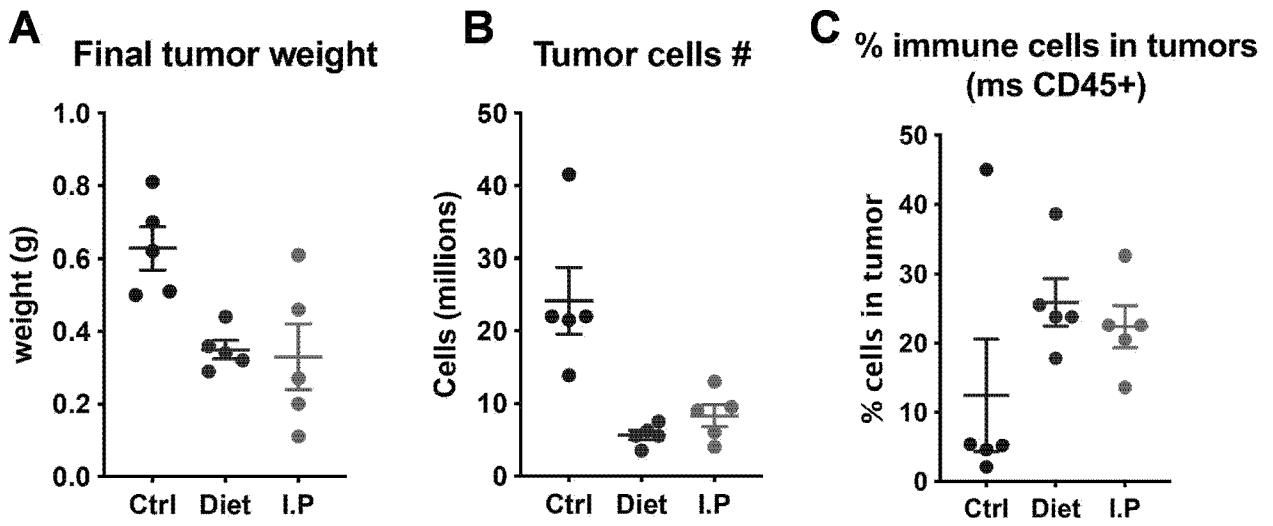 A
Final tumor weight
weight (g)
1.0
0.8
0.6
0.4
0.2
0.0
Ctrl Diet I.P
B
Tumor cells #
Cells (millions)
50
40
30
20
10
0
Ctrl Diet I.P
C
% immune cells in tumors
(ms CD45+)
% cells in tumor
50
40
30
20
10
0
Ctrl Diet I.P